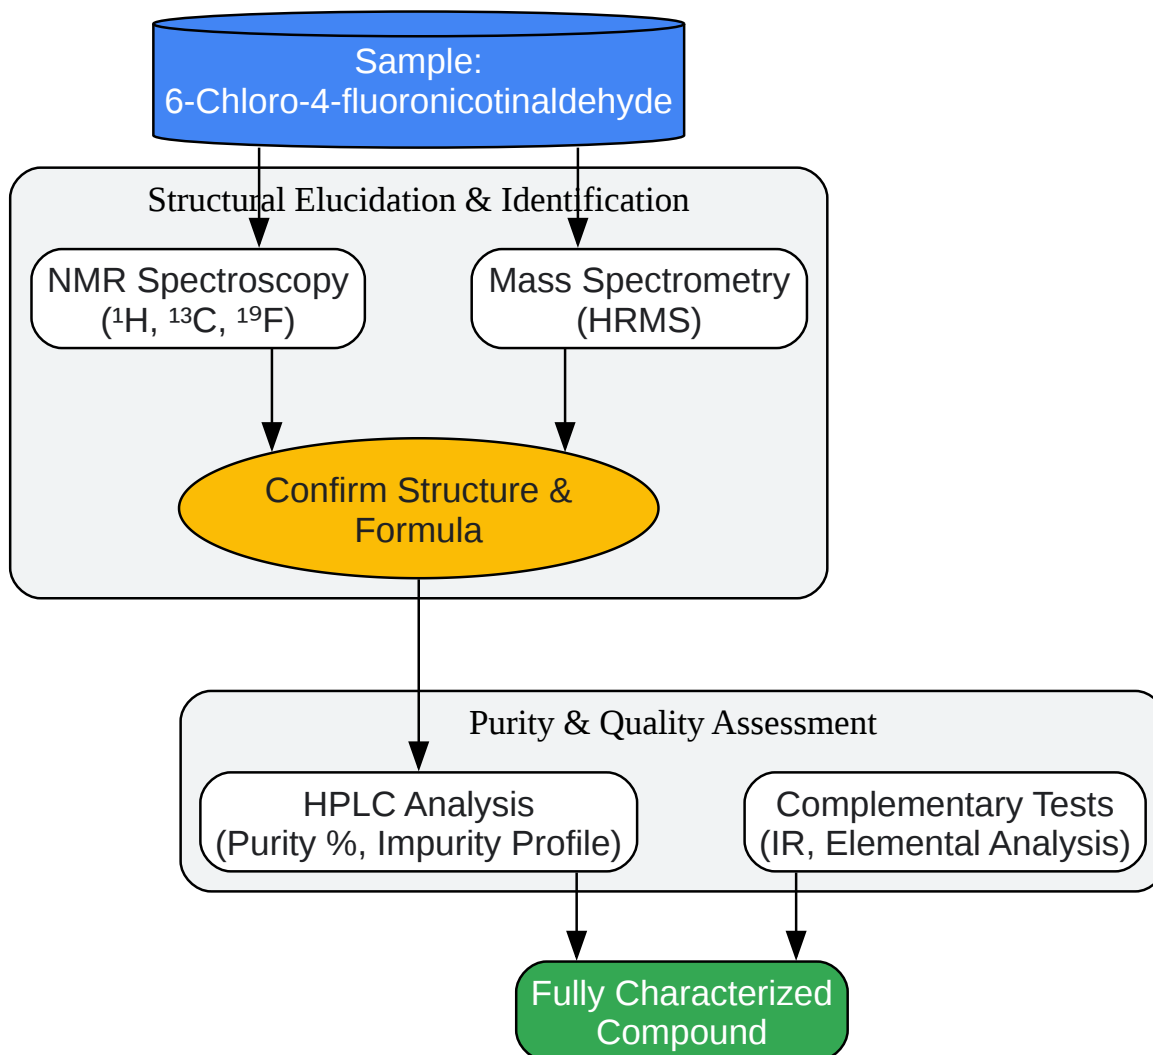 Sample:
6-Chloro-4-fluoronicotinaldehyde
Structural Elucidation & Identification
NMR Spectroscopy
(¹H, ¹³C, ¹⁹F)
Mass Spectrometry
(HRMS)
Confirm Structure &
Formula
Purity & Quality Assessment
HPLC Analysis
(Purity %, Impurity Profile)
Complementary Tests
(IR, Elemental Analysis)
Fully Characterized
Compound